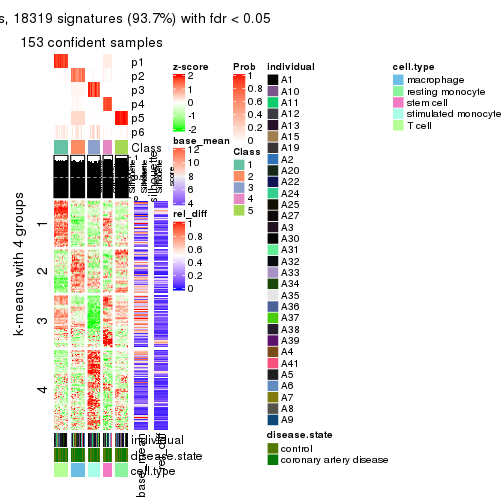 s, 18319 signatures (93.7%) with fdr < 0.05
153 confident samples
p1
p2
p3
p4
p5
p6
Class
1
2
3
4
k-means with 4 groups
individual
disease.state
cell.type
base_mean
rel_diff
z-score
2
1
0
-1
-2
base_mean
12
10
8
6
4
rel_diff
1
0.8
0.6
0.4
0.2
0
Prob
1
0.8
0.6
0.4
0.2
0
Class
1
2
3
4
5
individual
A1
A10
A11
A12
A13
A15
A19
A2
A20
A22
A24
A25
A27
A3
A30
A31
A32
A33
A34
A35
A36
A37
A38
A39
A4
A41
A5
A6
A7
A8
A9
disease.state
control
coronary artery disease
cell.type
macrophage
resting monocyte
stem cell
stimulated monocyte
T cell